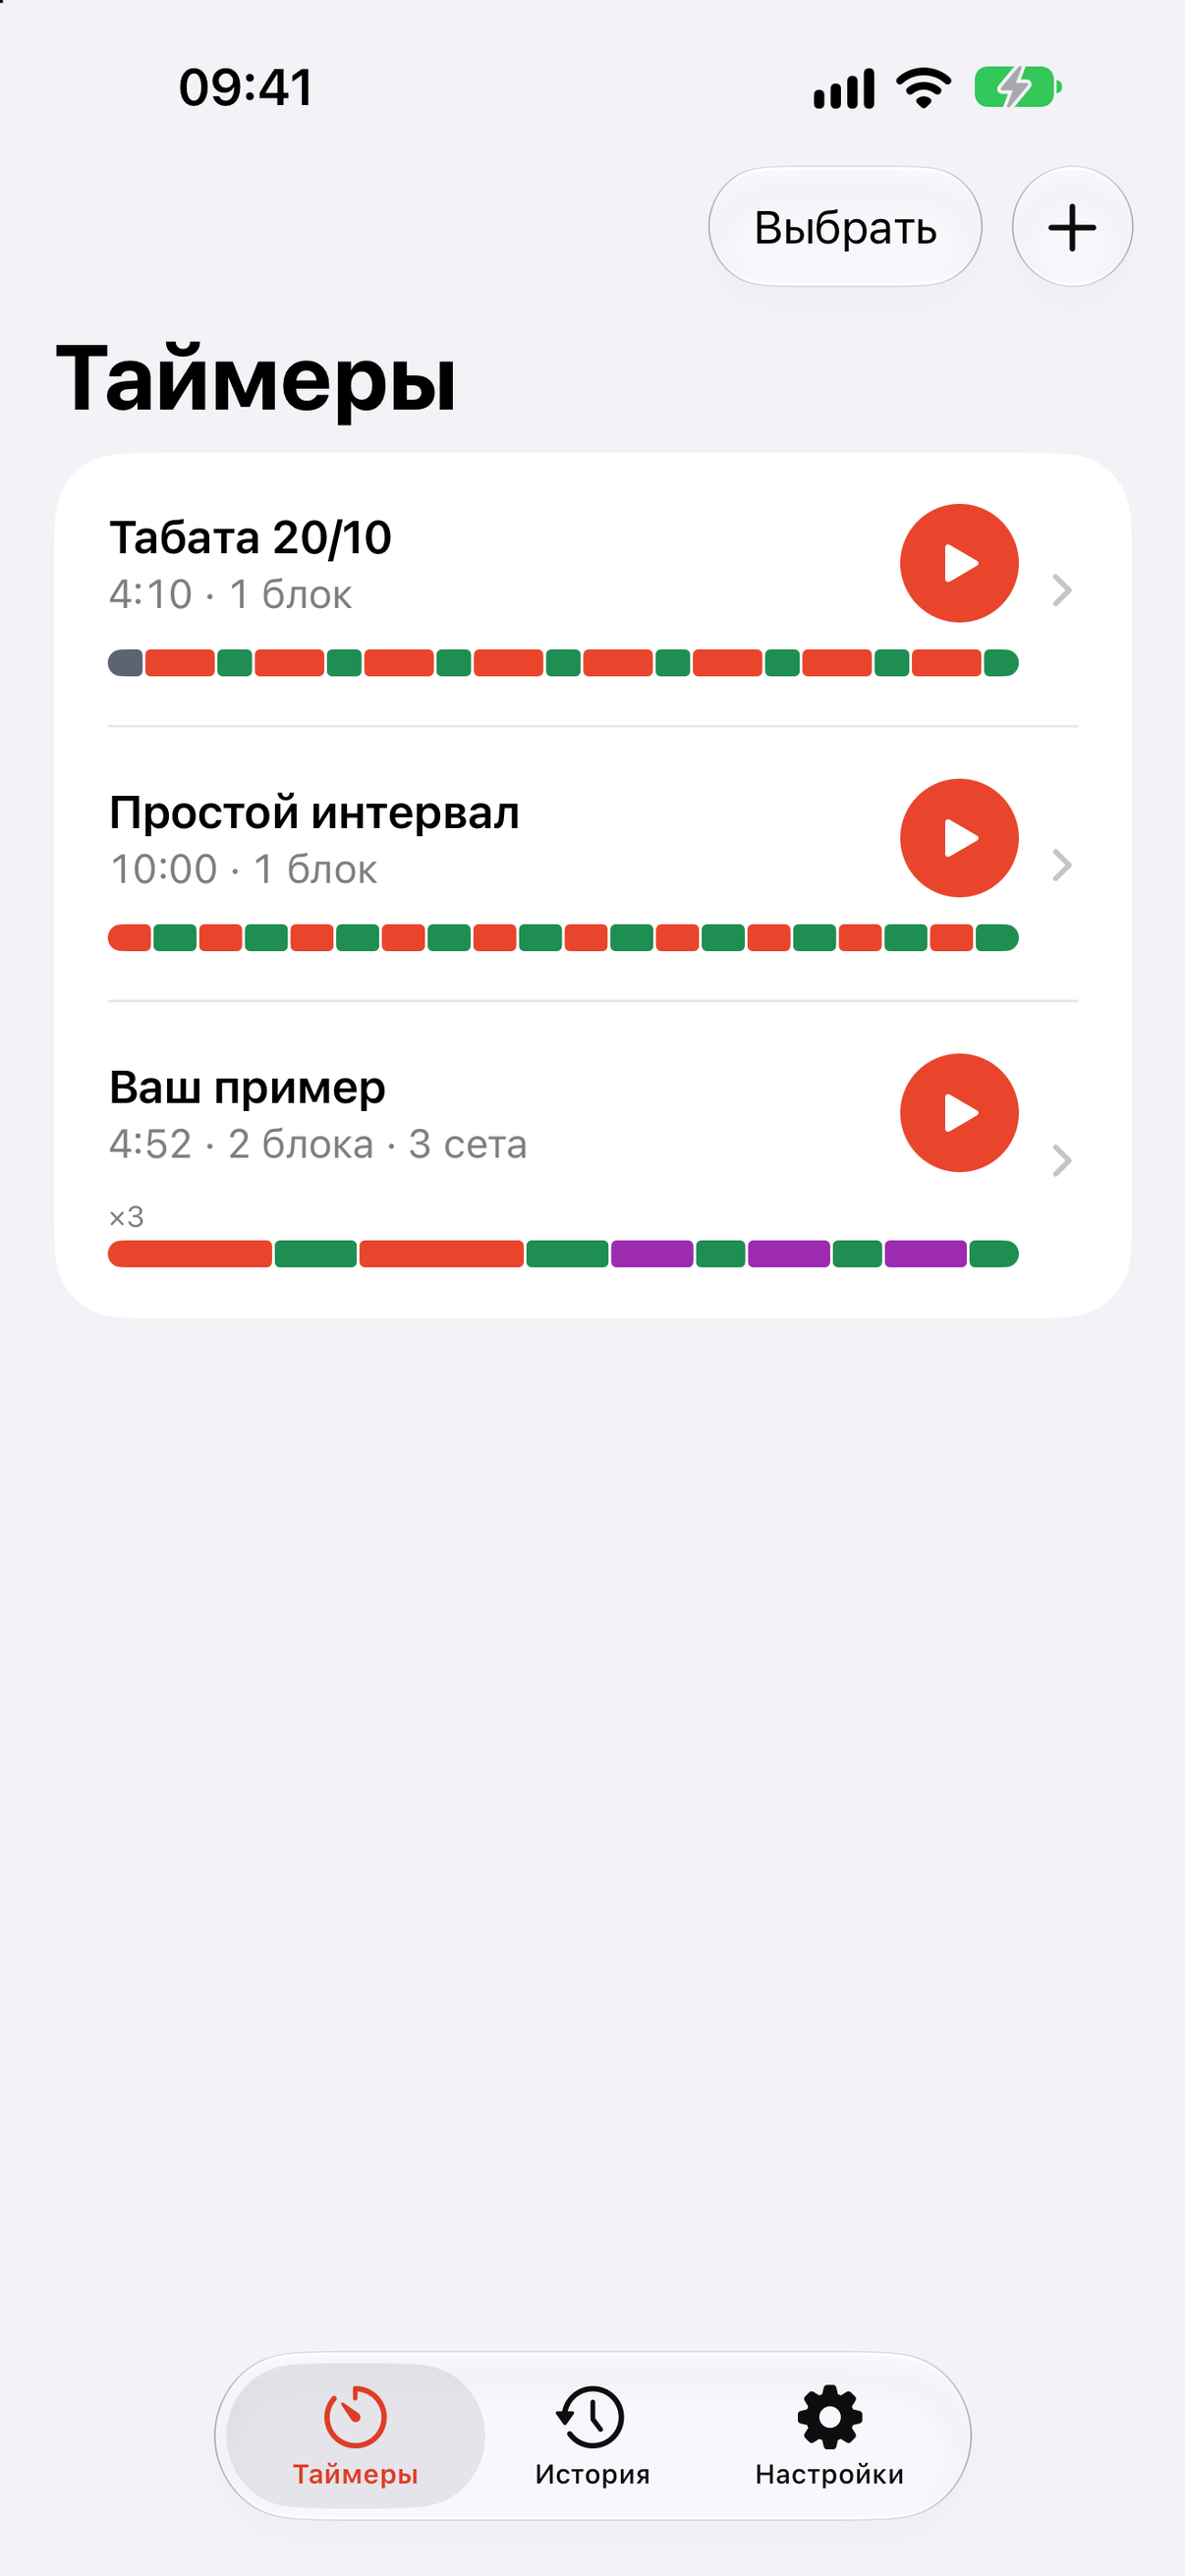 09:41
Выбрать
Таймеры
Табата 20/10
4:10 · 1 блок
Простой интервал
10:00 · 1 блок
Ваш пример
4:52 · 2 блока · 3 сета
×3
Таймеры
История
Настройки